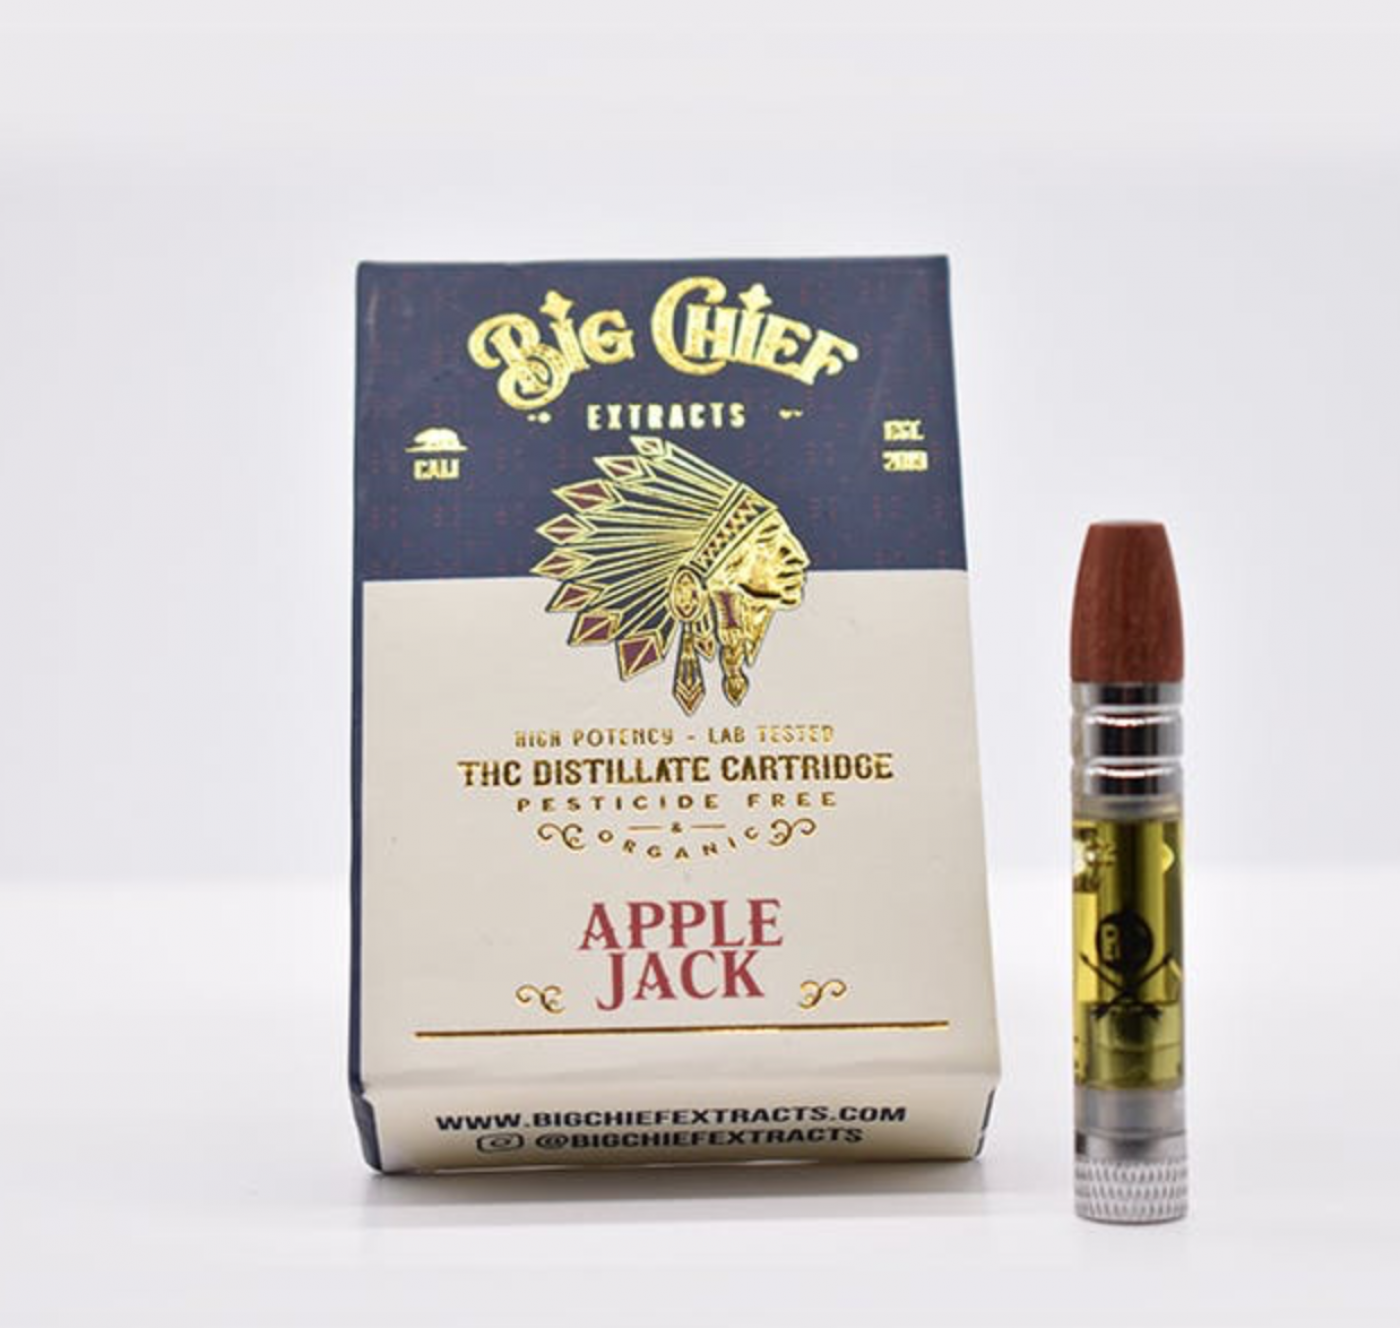 BIG CHIEF
EXTRACTS
CALI
EST.
2019
HIGH POTENCY - LAB TESTED
THC DISTILLATE CARTRIDGE
PESTICIDE FREE
&
ORGANIC
APPLE
JACK
WWW.BIGCHIEFEXTRACTS.COM
@BIGCHIEFEXTRACTS